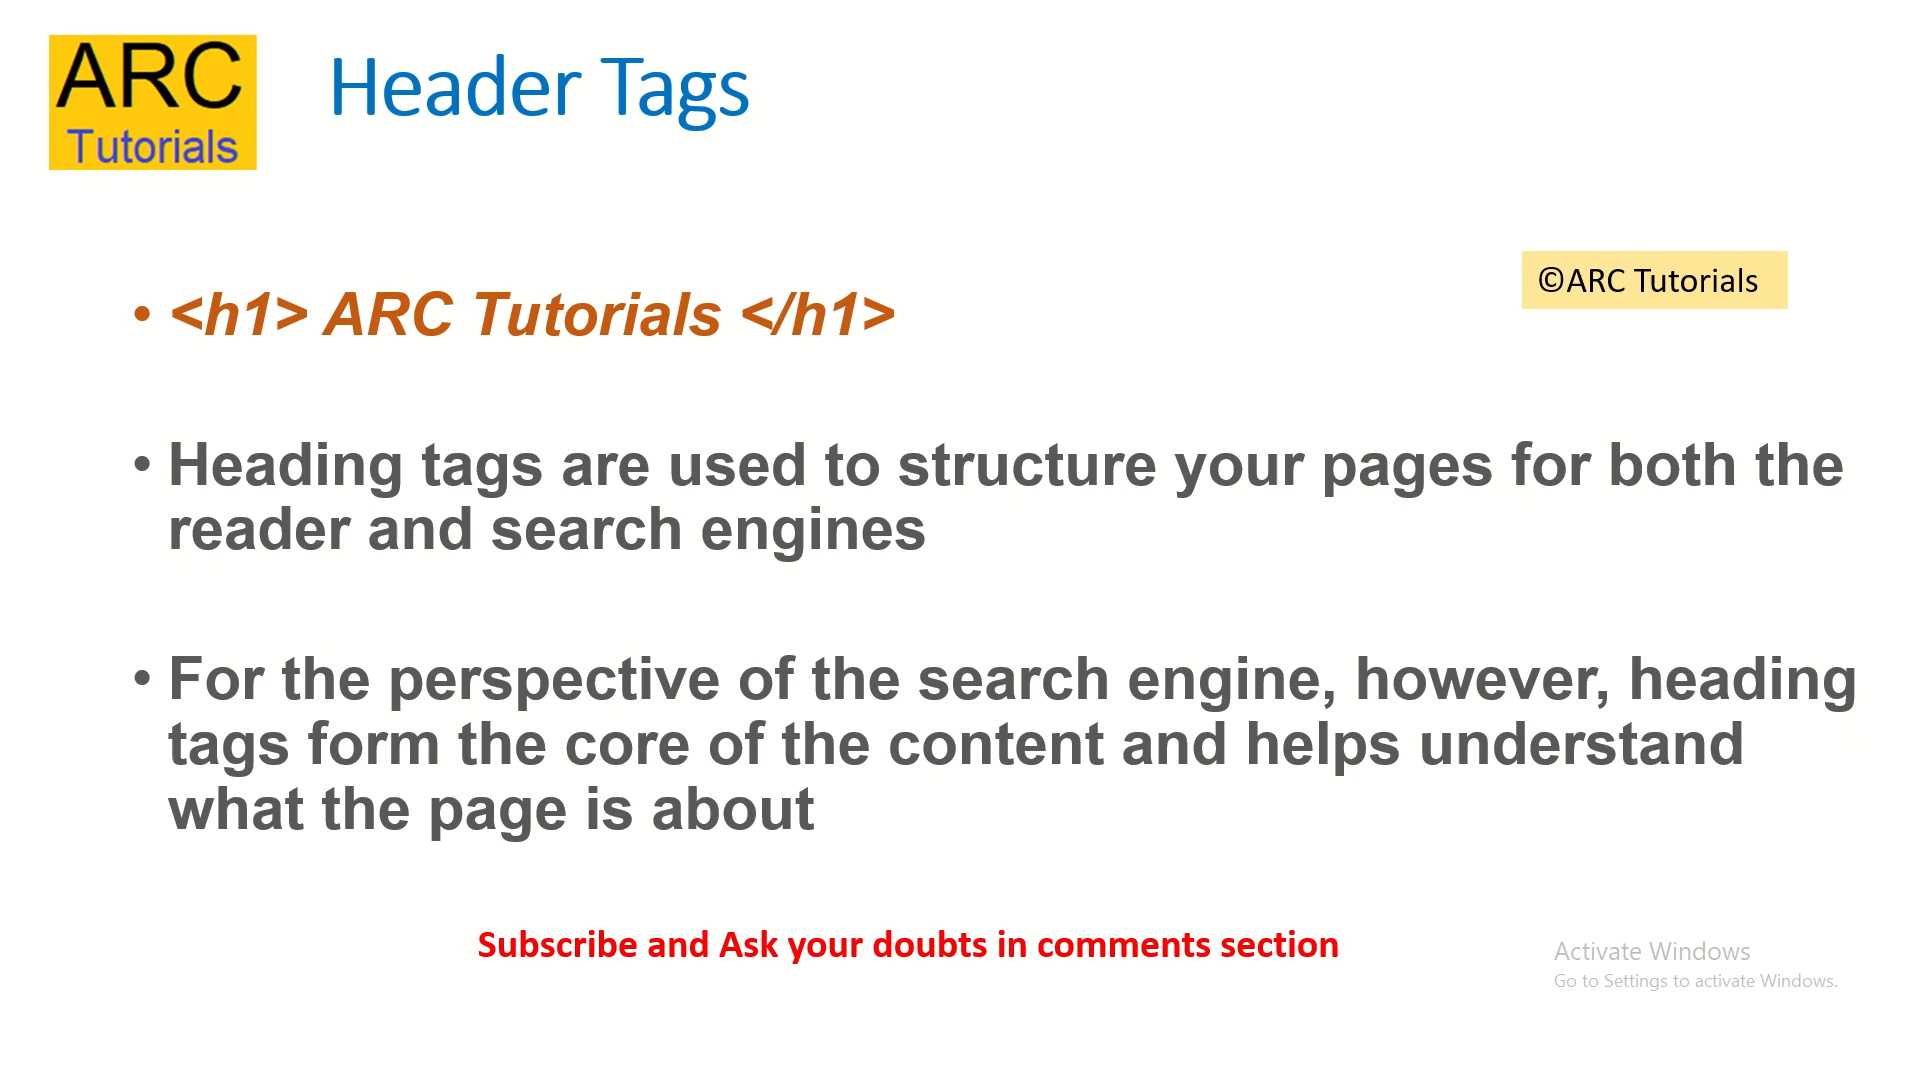 ARC
Tutorials
Header Tags
©ARC Tutorials
• <h1> ARC Tutorials </h1>
• Heading tags are used to structure your pages for both the
reader and search engines
• For the perspective of the search engine, however, heading
tags form the core of the content and helps understand
what the page is about
Subscribe and Ask your doubts in comments section
Activate Windows
Go to Settings to activate Windows.